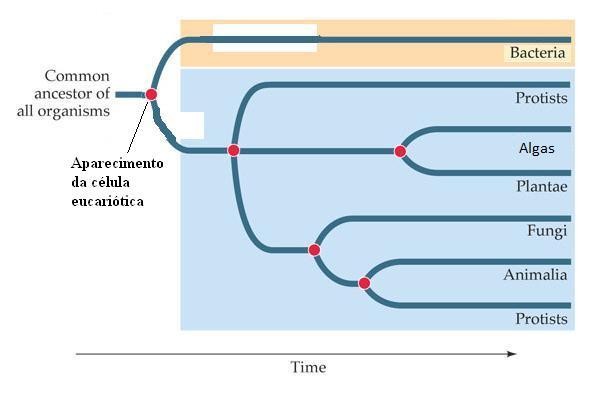 Bacteria
Common
ancestor of
all organisms
Protists
Algas
Aparecimento
da célula
eucariótica
Plantae
Fungi
Animalia
Protists
Time